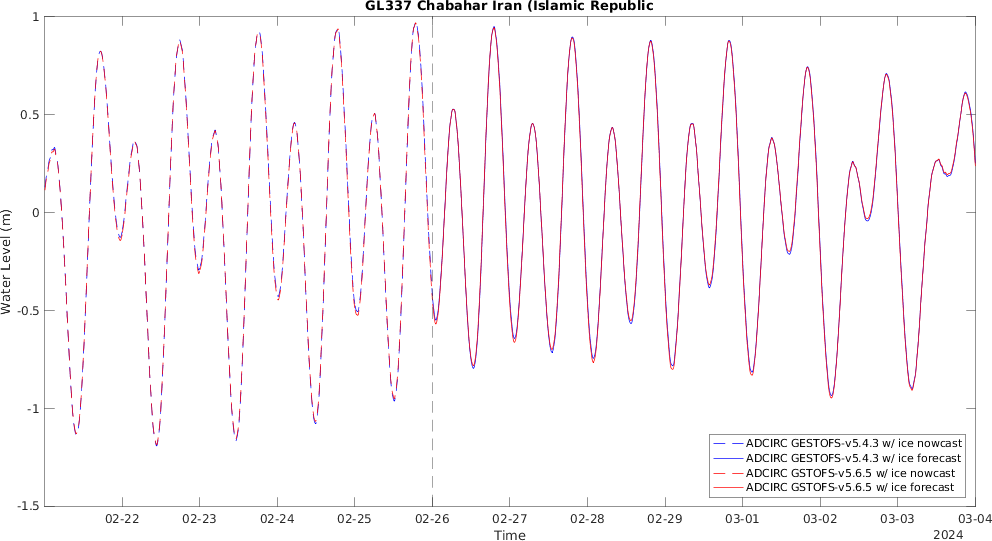 GL337 Chabahar Iran (Islamic Republic
1
0.5
0
-0.5
-1
-1.5
Water Level (m)
02-22 02-23 02-24 02-25 02-26 02-27 02-28 02-29 03-01 03-02 03-03 03-04
Time
2024
ADCIRC GESTOFS-v5.4.3 w/ ice nowcast
ADCIRC GESTOFS-v5.4.3 w/ ice forecast
ADCIRC GSTOFS-v5.6.5 w/ ice nowcast
ADCIRC GSTOFS-v5.6.5 w/ ice forecast